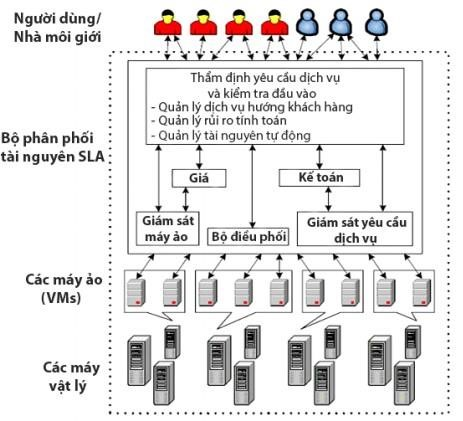 Người dùng/
Nhà môi giới
Thẩm định yêu cầu dịch vụ
và kiểm tra đầu vào
- Quản lý dịch vụ hướng khách hàng
- Quản lý rủi ro tính toán
- Quản lý tài nguyên tự động
Bộ phân phối
tài nguyên SLA
Giá
Kế toán
Giám sát
máy ảo
Bộ điều phối
Giám sát yêu cầu
dịch vụ
Các máy ảo
(VMs)
Các máy
vật lý